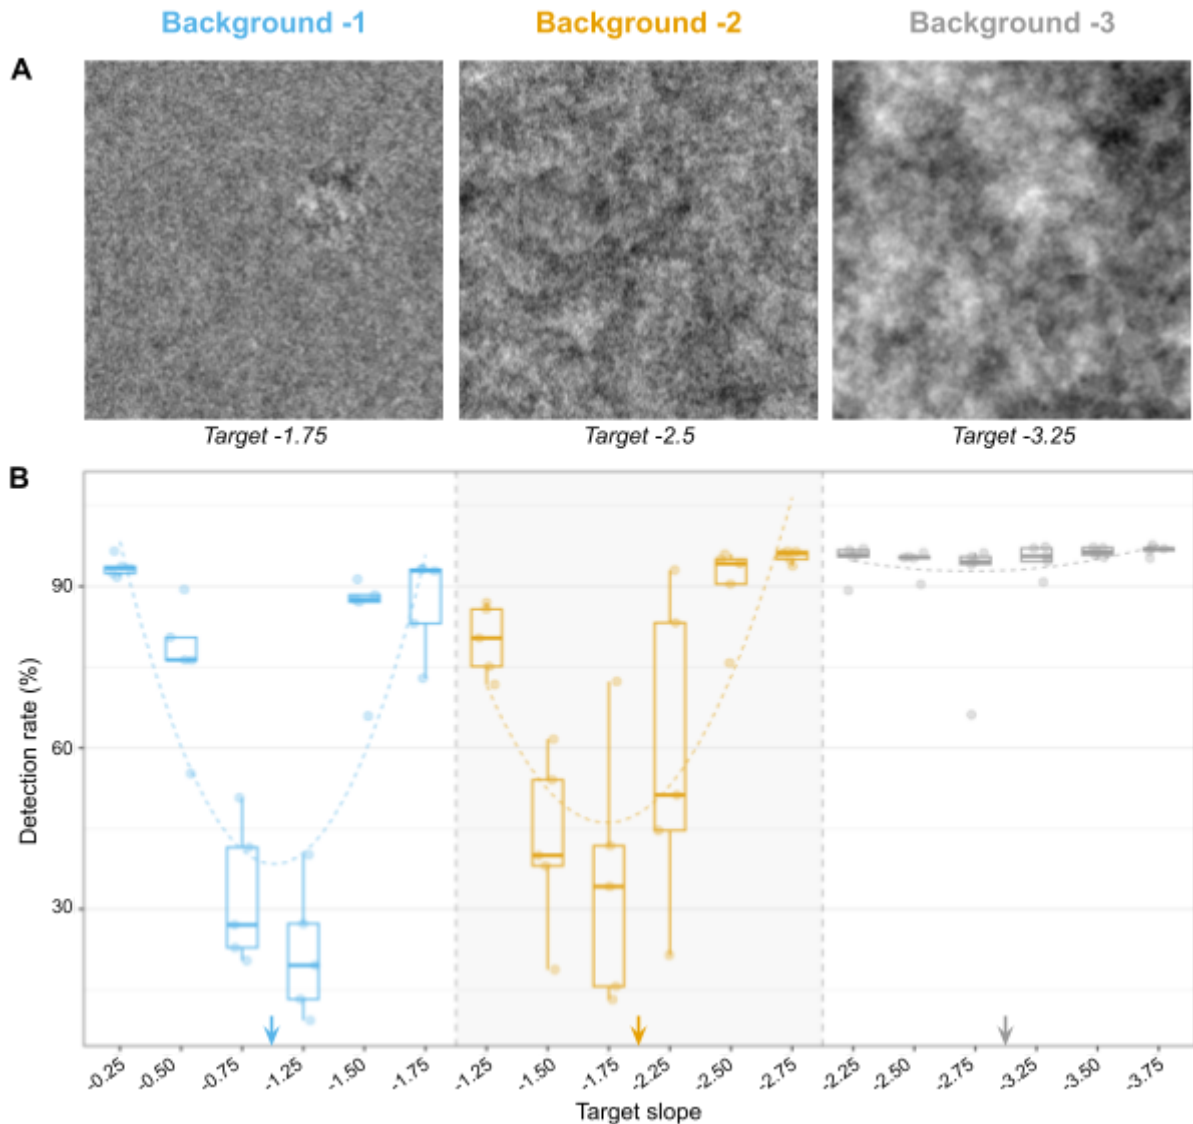 Background -1 Background -2 Background -3
A
Target -1.75 Target -2.5 Target -3.25
B
Detection rate (%)
90
60
30
-0.25 -0.50 -0.75 -1.25 -1.50 -1.75 -1.25 -1.50 -1.75 -2.25 -2.50 -2.75 -2.25 -2.50 -2.75 -3.25 -3.50 -3.75
Target slope